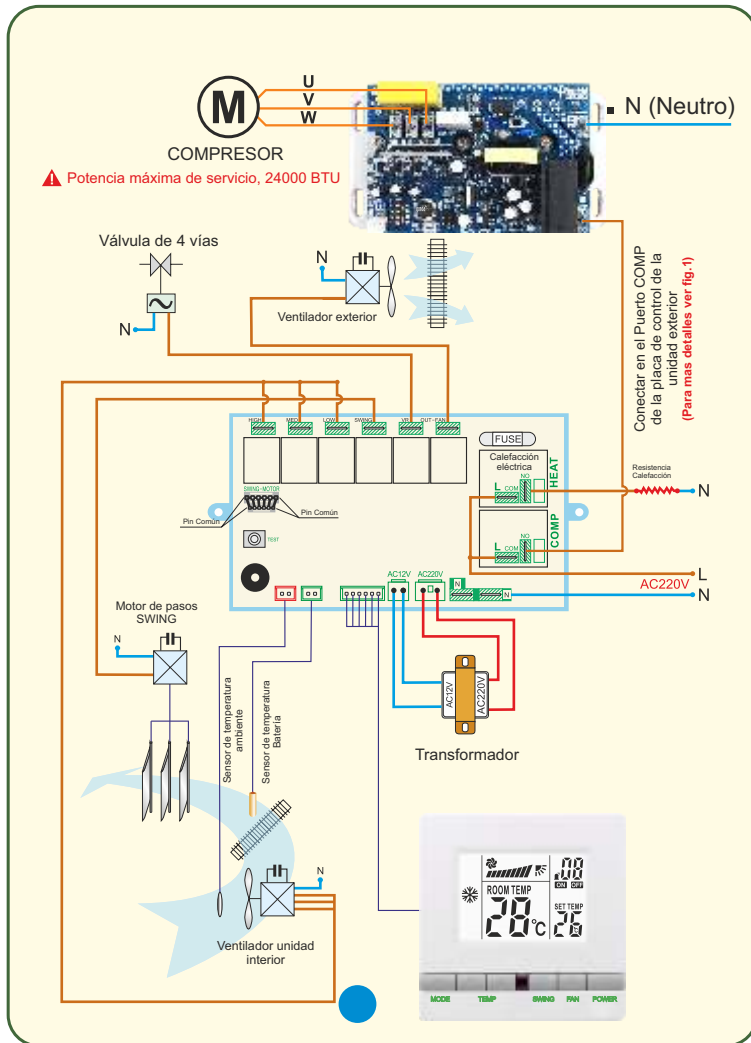 U
V
W
M
N (Neutro)
COMPRESOR
Potencia máxima de servicio, 24000 BTU
Válvula de 4 vías
N
N
Ventilador exterior
Conectar en el Puerto COMP
de la placa de control de la
unidad exterior
(Para mas detalles ver fig.1)
HIGH
MED
LOW
SWING
VR
OUT-FAN
FUSE
Calefacción
eléctrica
NO
L
COM
HEAT
Resistencia
Calefacción
N
SWING-MOTOR
Pin Común
Pin Común
TEST
NO
L
COM
COMP
AC12V
AC220V
N
N
L
AC220V
N
Motor de pasos
SWING
N
Sensor de temperatura
ambiente
Sensor de temperatura
Batería
AC12V
AC220V
Transformador
N
Ventilador unidad
interior
08
ON OFF
ROOM TEMP
28°C
SET TEMP
26
MODE
TEMP
SWING
FAN
POWER